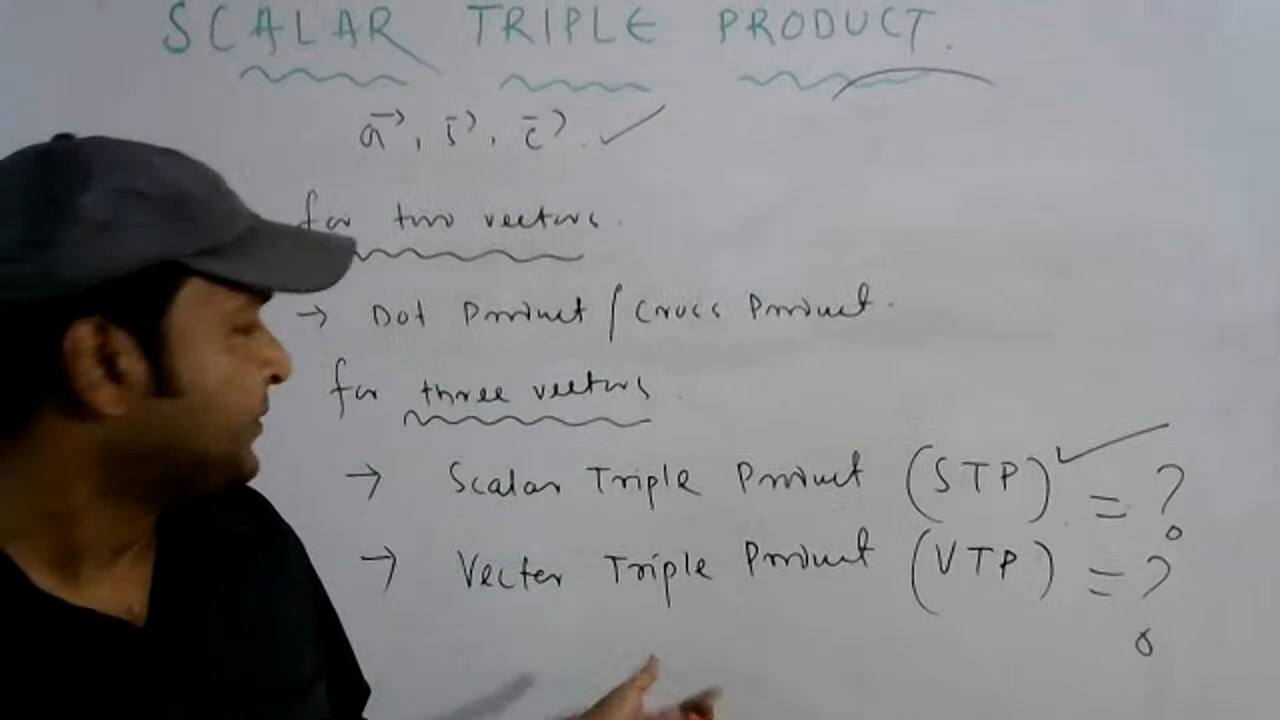 SCALAR TRIPLE PRODUCT.
a⃗, b⃗, c⃗. ✓
for two vectors.
→ Dot Product / Cross Product.
for three vectors.
→ Scalar Triple Product (STP) ✓ = ?
→ Vecter Triple Product (VTP) = ?